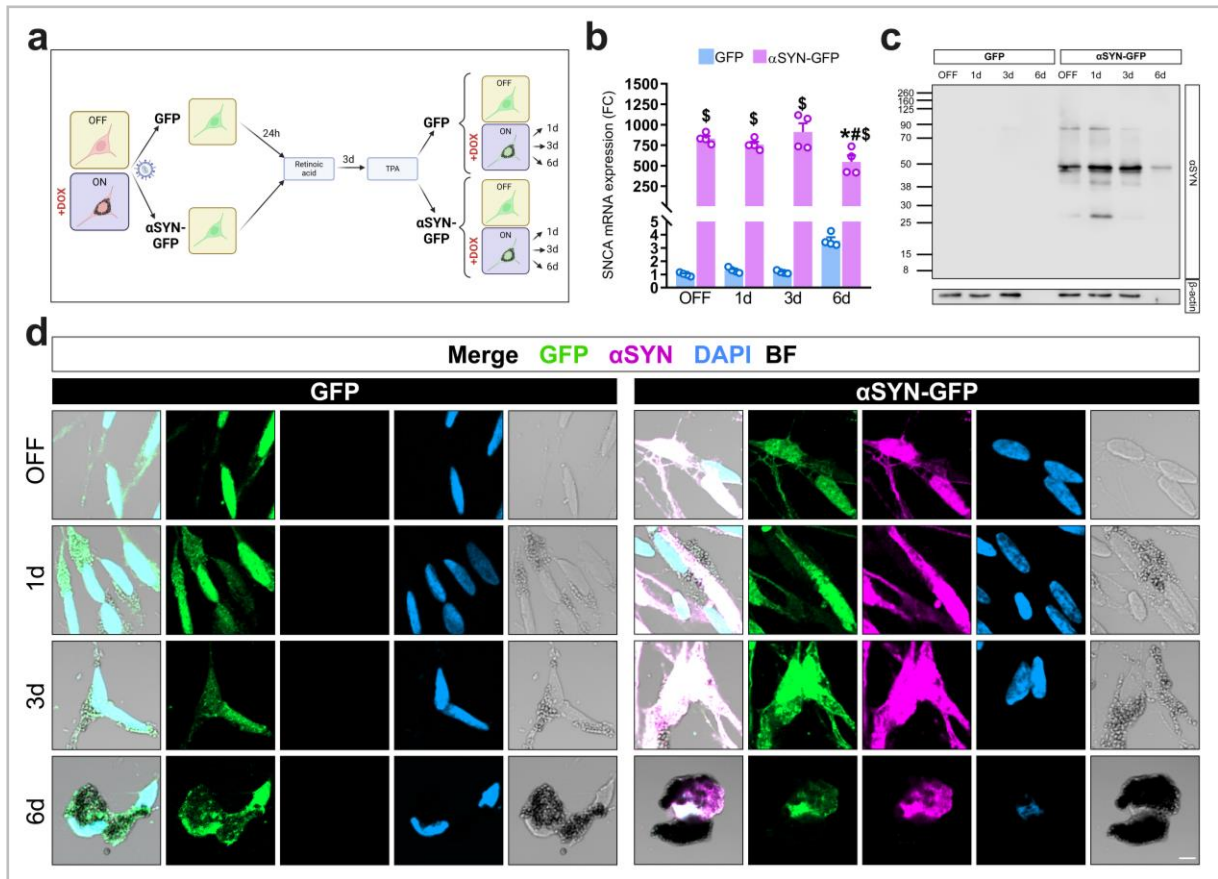 a
OFF
ON
+DOX
GFP
αSYN-
GFP
24h
Retinoic
acid
3d
TPA
GFP
OFF
+DOX
ON
1d
3d
6d
αSYN-
GFP
OFF
+DOX
ON
1d
3d
6d
b
GFP αSYN-GFP
SNCA mRNA expression (FC)
1500
1250
1000
750
500
250
5
4
3
2
1
0
$ $ $ *#$
OFF 1d 3d 6d
c
GFP αSYN-GFP
OFF 1d 3d 6d OFF 1d 3d 6d
260
160
125
90
70
50
38
30
25
15
8
αSYN
β-actin
d
Merge GFP αSYN DAPI BF
GFP αSYN-GFP
OFF
1d
3d
6d